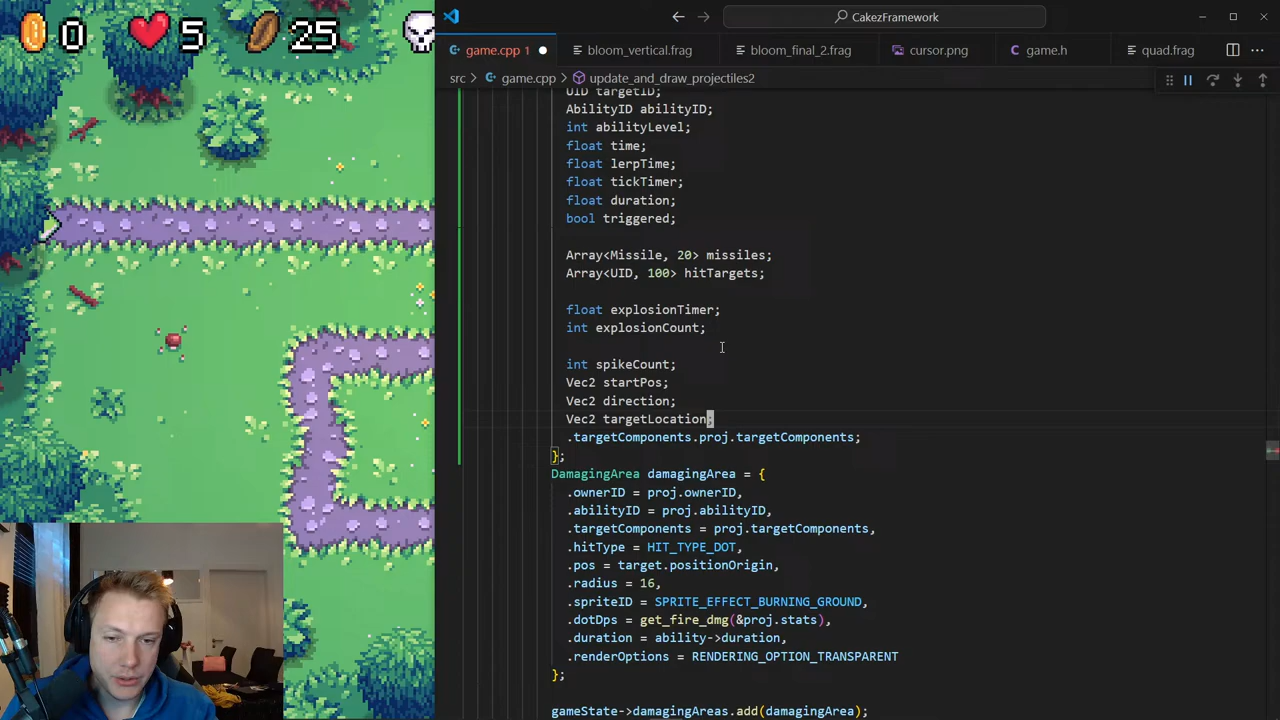 0 5 25
CakezFramework
game.cpp 1 bloom_vertical.frag bloom_final_2.frag cursor.png game.h quad.frag
src > game.cpp > update_and_draw_projectiles2
UID targetID;
AbilityID abilityID;
int abilityLevel;
float time;
float lerpTime;
float tickTimer;
float duration;
bool triggered;
Array<Missile, 20> missiles;
Array<UID, 100> hitTargets;
float explosionTimer;
int explosionCount;
int spikeCount;
Vec2 startPos;
Vec2 direction;
Vec2 targetLocation;
.targetComponents.proj.targetComponents;
};
DamagingArea damagingArea = {
.ownerID = proj.ownerID,
.abilityID = proj.abilityID,
.targetComponents = proj.targetComponents,
.hitType = HIT_TYPE_DOT,
.pos = target.positionOrigin,
.radius = 16,
.spriteID = SPRITE_EFFECT_BURNING_GROUND,
.dotDps = get_fire_dmg(&proj.stats),
.duration = ability->duration,
.renderOptions = RENDERING_OPTION_TRANSPARENT
};
gameState->damagingAreas.add(damagingArea);